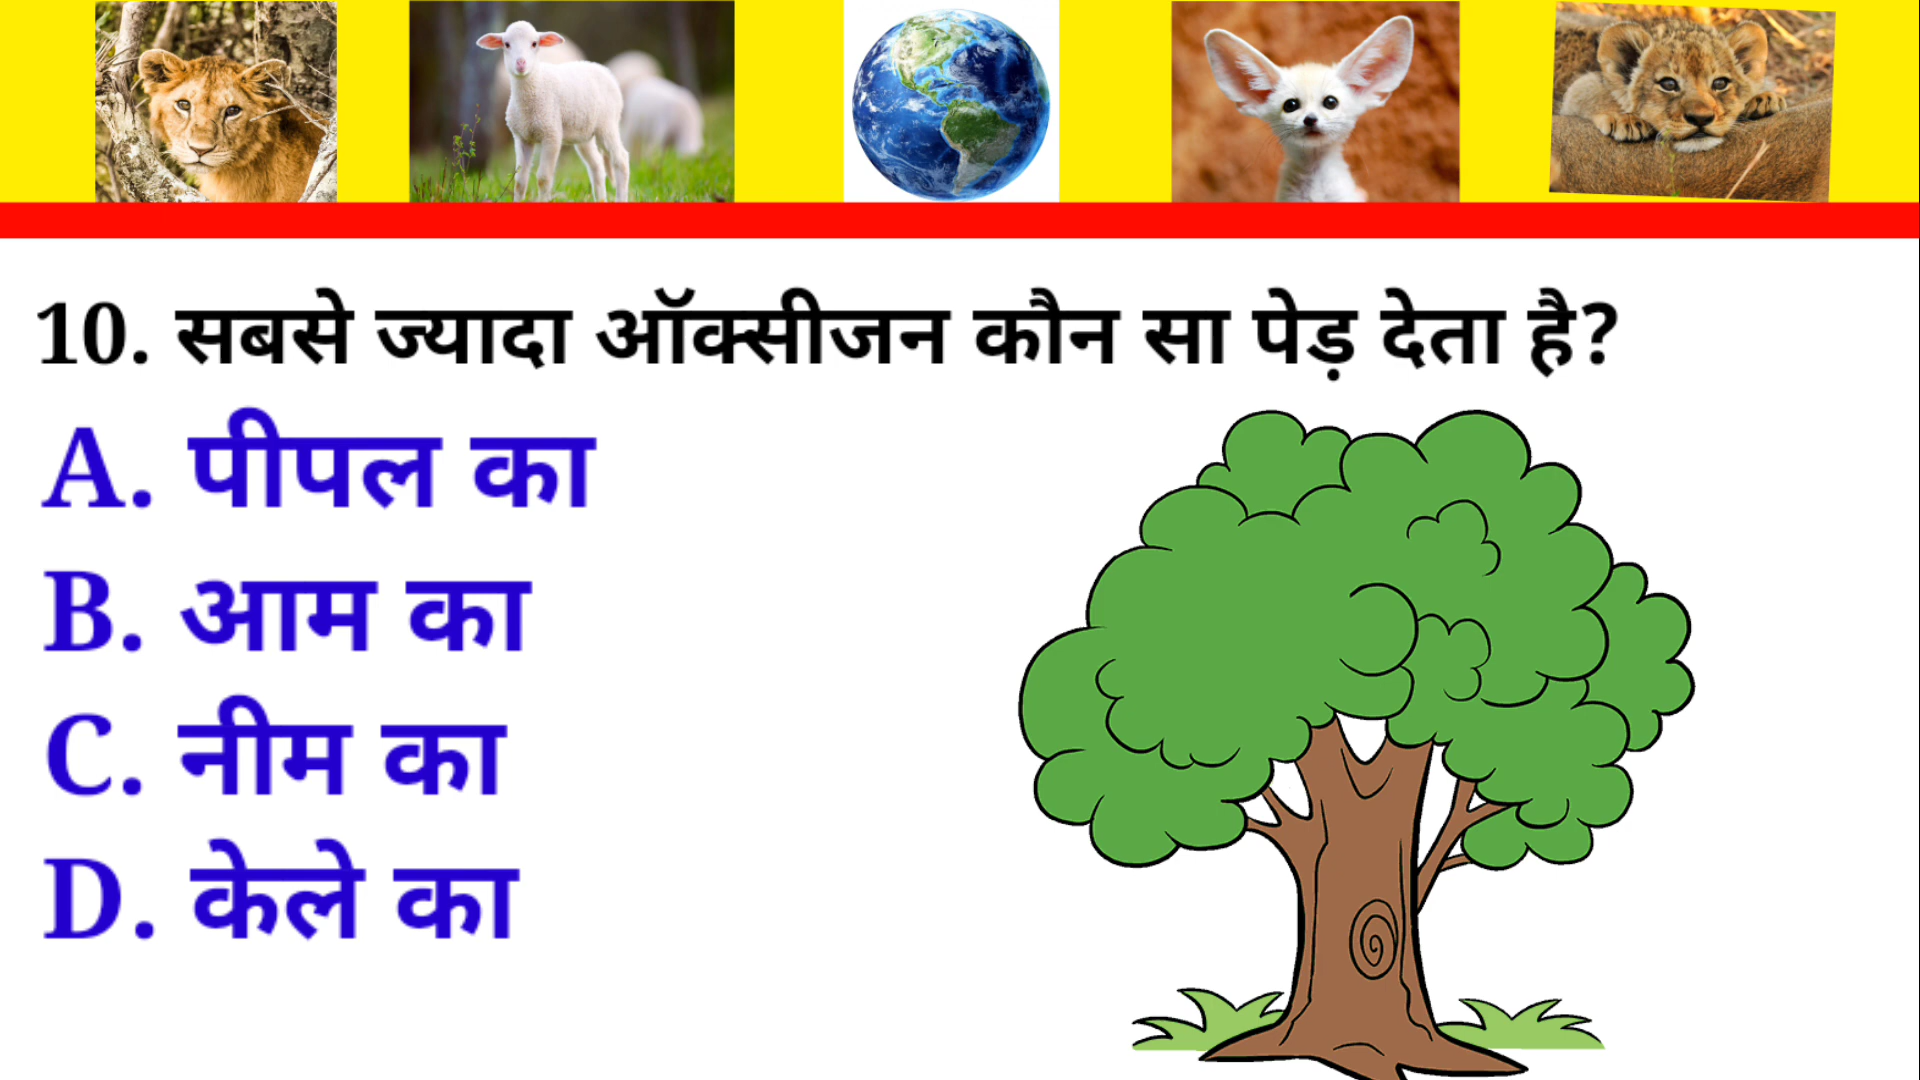 10. सबसे ज्यादा ऑक्सीजन कौन सा पेड़ देता है?
A. पीपल का
B. आम का
C. नीम का
D. केले का